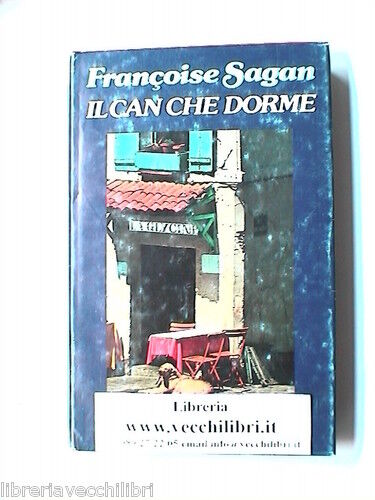 Françoise Sagan
IL CAN CHE DORME
Libreria
www.vecchilibri.it
libreriavecchilibri